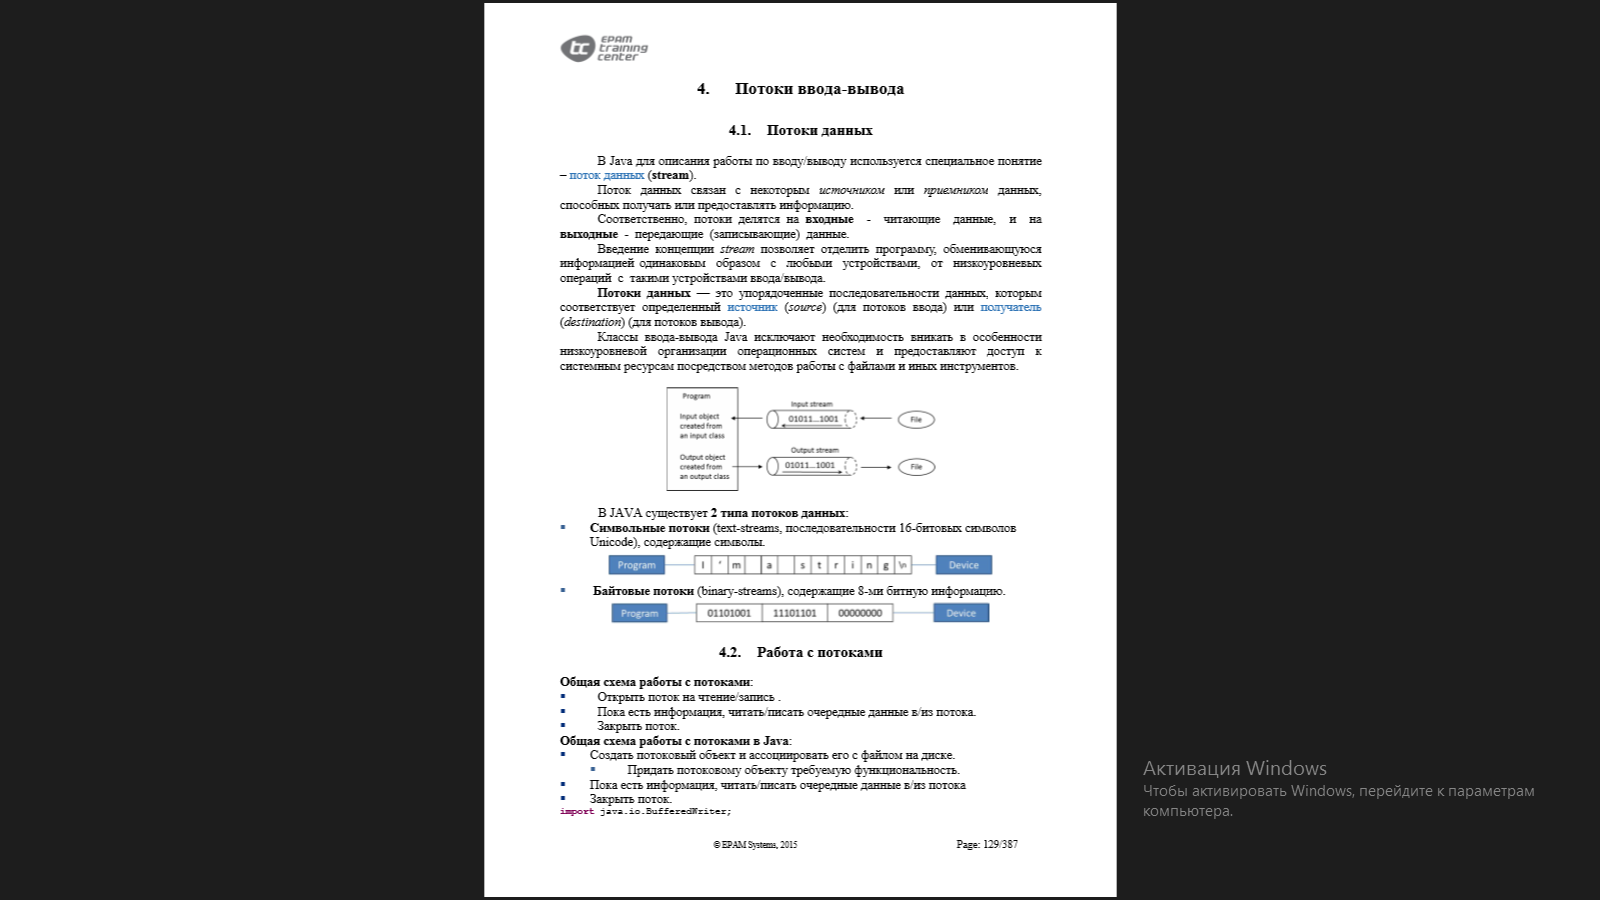 tc EPAM
training
center
4. Потоки ввода-вывода
4.1. Потоки данных
В Java для описания работы по вводу/выводу используется специальное понятие
– поток данных (stream).
Поток данных связан с некоторым источником или приемником данных,
способных получать или предоставлять информацию.
Соответственно, потоки делятся на входные - читающие данные, и на
выходные - передающие (записывающие) данные.
Введение концепции stream позволяет отделить программу, обменивающуюся
информацией одинаковым образом с любыми устройствами, от низкоуровневых
операций с такими устройствами ввода/вывода.
Потоки данных — это упорядоченные последовательности данных, которым
соответствует определенный источник (source) (для потоков ввода) или получатель
(destination) (для потоков вывода).
Классы ввода-вывода Java исключают необходимость вникать в особенности
низкоуровневой организации операционных систем и предоставляют доступ к
системным ресурсам посредством методов работы с файлами и иных инструментов.
Program
Input object
created from
an input class
Output object
created from
an output class
Input stream
01011...1001
File
Output stream
01011...1001
File
В JAVA существует 2 типа потоков данных:
Символьные потоки (text-streams, последовательности 16-битовых символов
Unicode), содержащие символы.
Program I ' m a s t r i n g \n Device
Байтовые потоки (binary-streams), содержащие 8-ми битную информацию.
Program 01101001 11101101 00000000 Device
4.2. Работа с потоками
Общая схема работы с потоками:
Открыть поток на чтение/запись .
Пока есть информация, читать/писать очередные данные в/из потока.
Закрыть поток.
Общая схема работы с потоками в Java:
Создать потоковый объект и ассоциировать его с файлом на диске.
Придать потоковому объекту требуемую функциональность.
Пока есть информация, читать/писать очередные данные в/из потока
Закрыть поток.
import java.io.BufferedWriter;
© EPAM Systems, 2015 Page: 129/387
Активация Windows
Чтобы активировать Windows, перейдите к параметрам
компьютера.